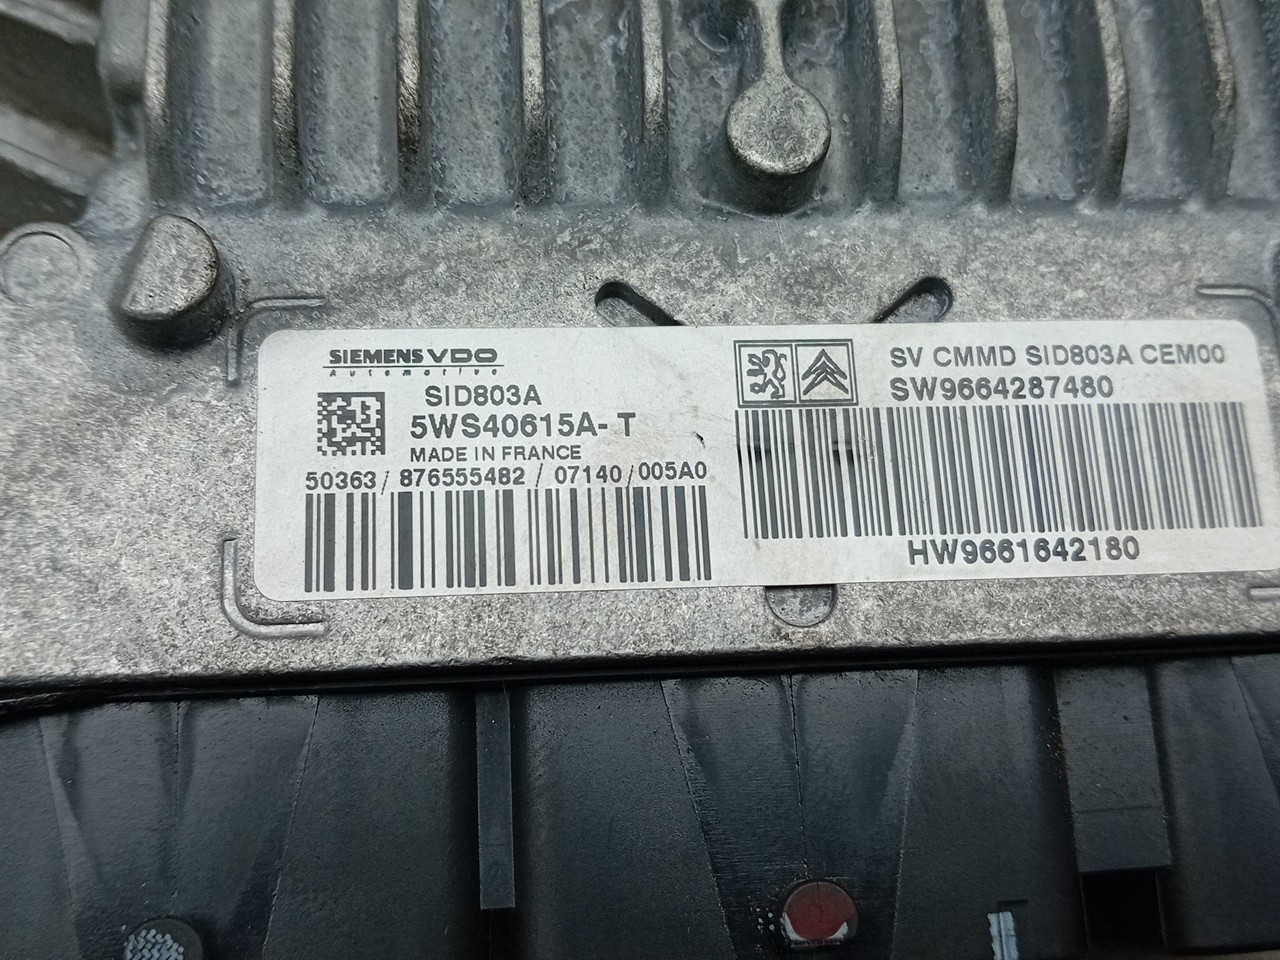 SIEMENS VDO
Automotive
SID803A
5WS40615A-T
MADE IN FRANCE
50363/876555482/07140/005A0
SV CMMD SID803A CEM00
SW9664287480
HW9661642180